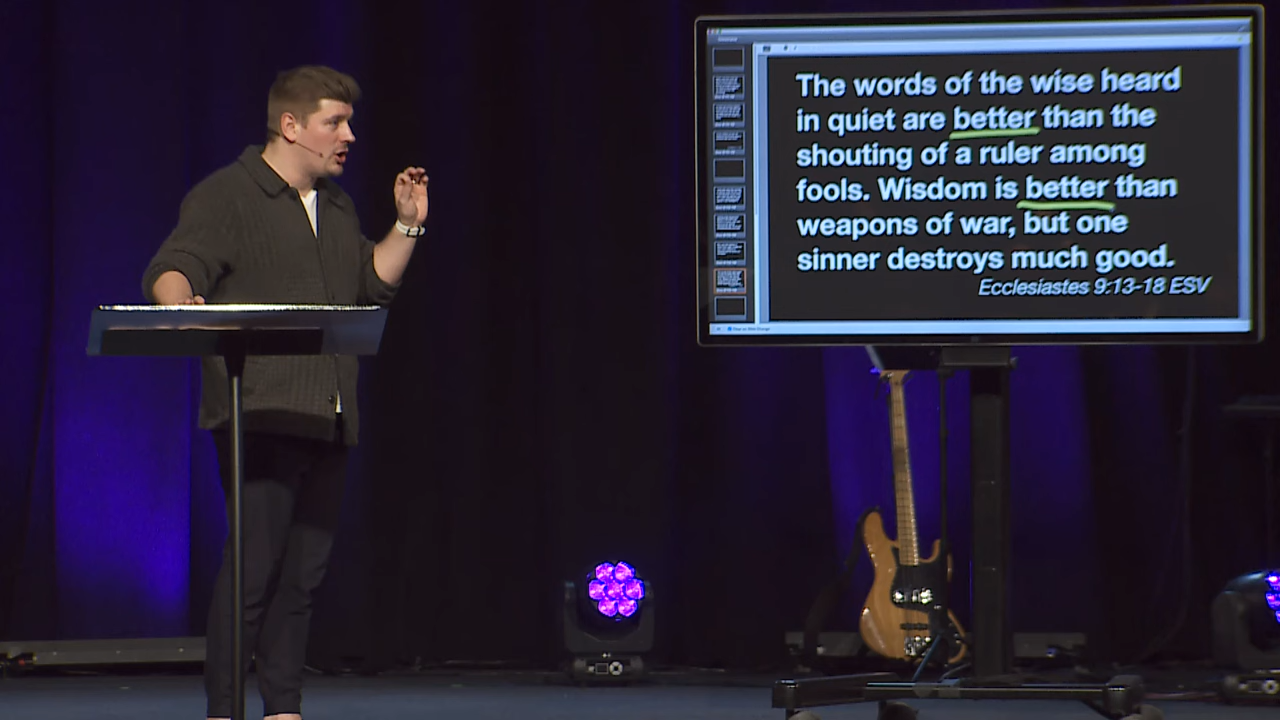 The words of the wise heard
in quiet are better than the
shouting of a ruler among
fools. Wisdom is better than
weapons of war, but one
sinner destroys much good.
Ecclesiastes 9:13-18 ESV